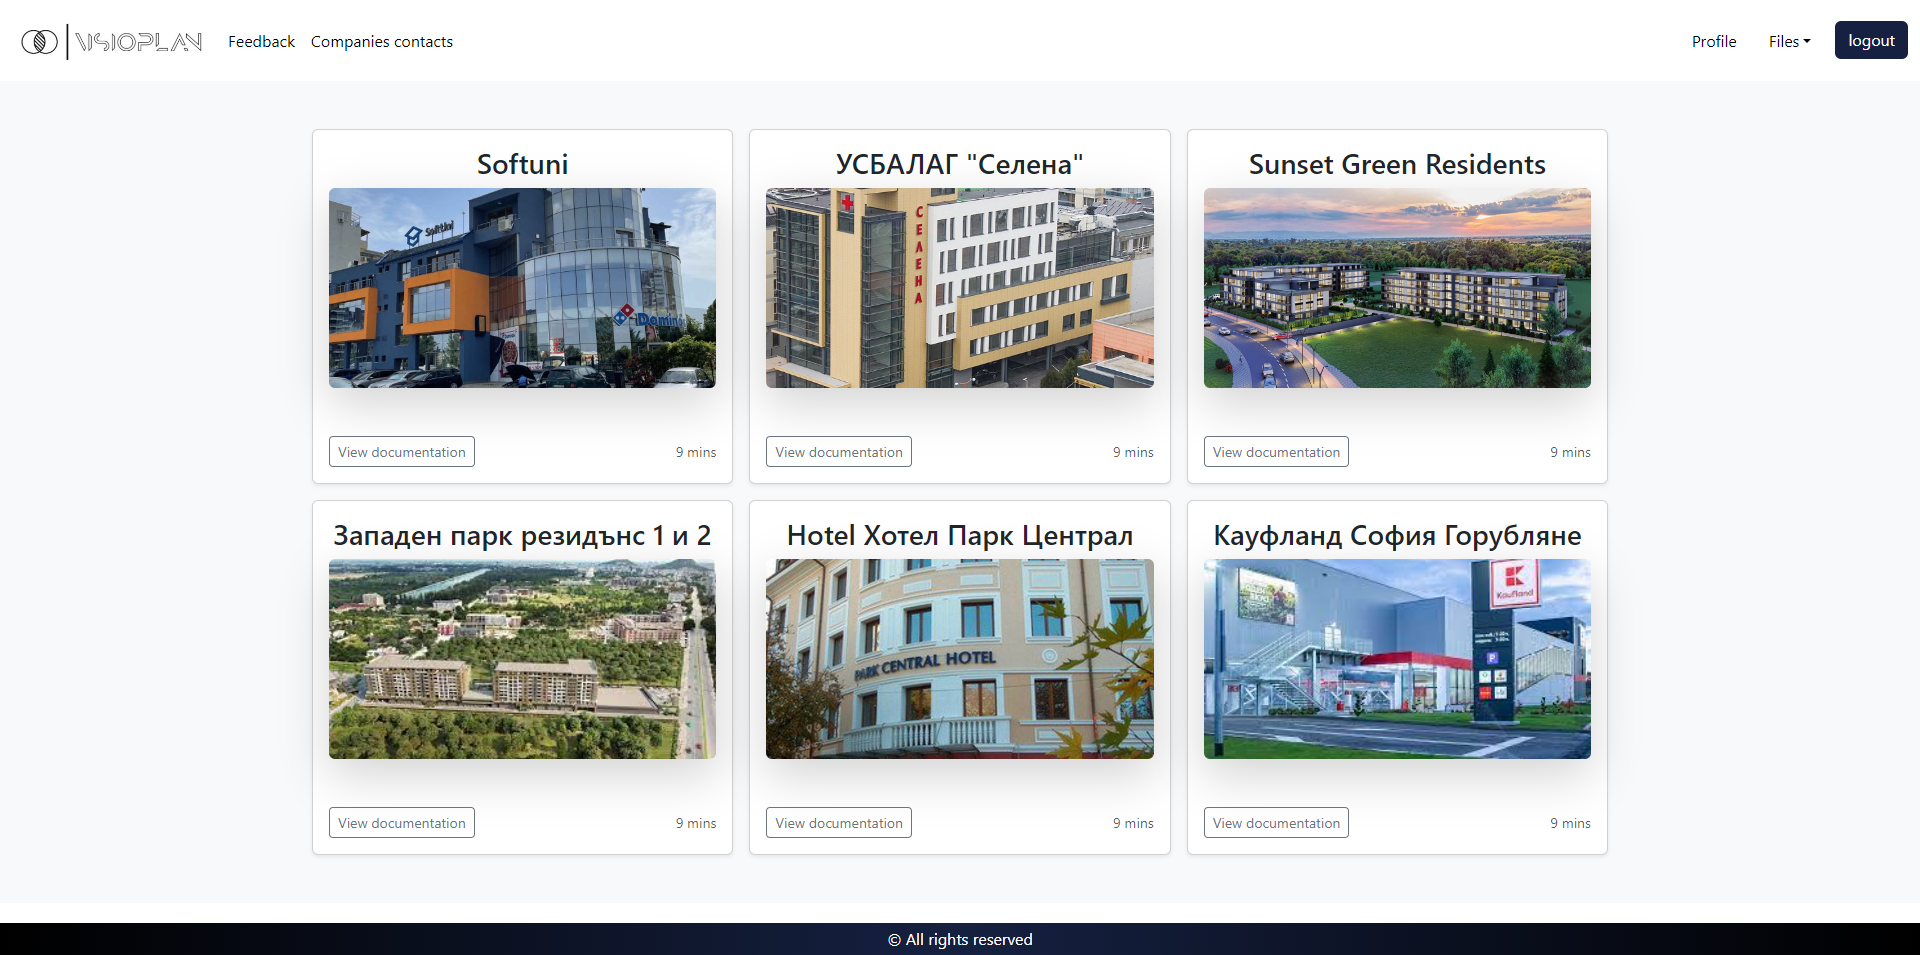 VISIOPLAN Feedback Companies contacts Profile Files logout
Softuni
SoftUni
Domino
View documentation 9 mins
УСБАЛАГ "Селена"
СЕЛЕНА
View documentation 9 mins
Sunset Green Residents
View documentation 9 mins
Западен парк резидънс 1 и 2
View documentation 9 mins
Hotel Хотел Парк Централ
PARK CENTRAL HOTEL
View documentation 9 mins
Кауфланд София Горубляне
Kaufland
P
View documentation 9 mins
© All rights reserved